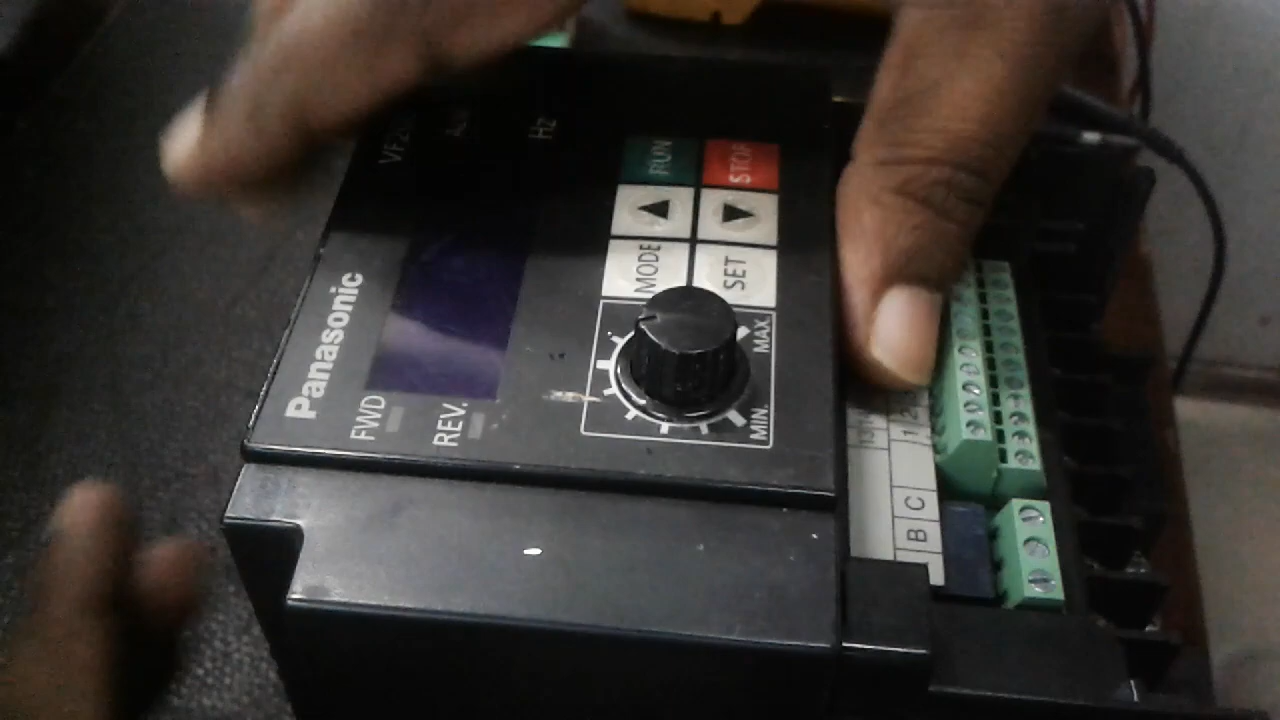 Panasonic
Hz
FWD
REV.
RUN
STOP
▲
▼
MODE
SET
MIN.
MAX.
B C